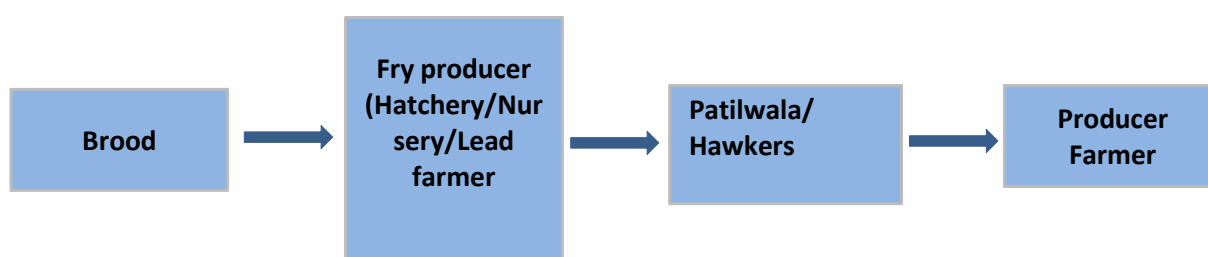 Brood
Fry producer
(Hatchery/Nur
sery/Lead
farmer
Patilwala/
Hawkers
Producer
Farmer